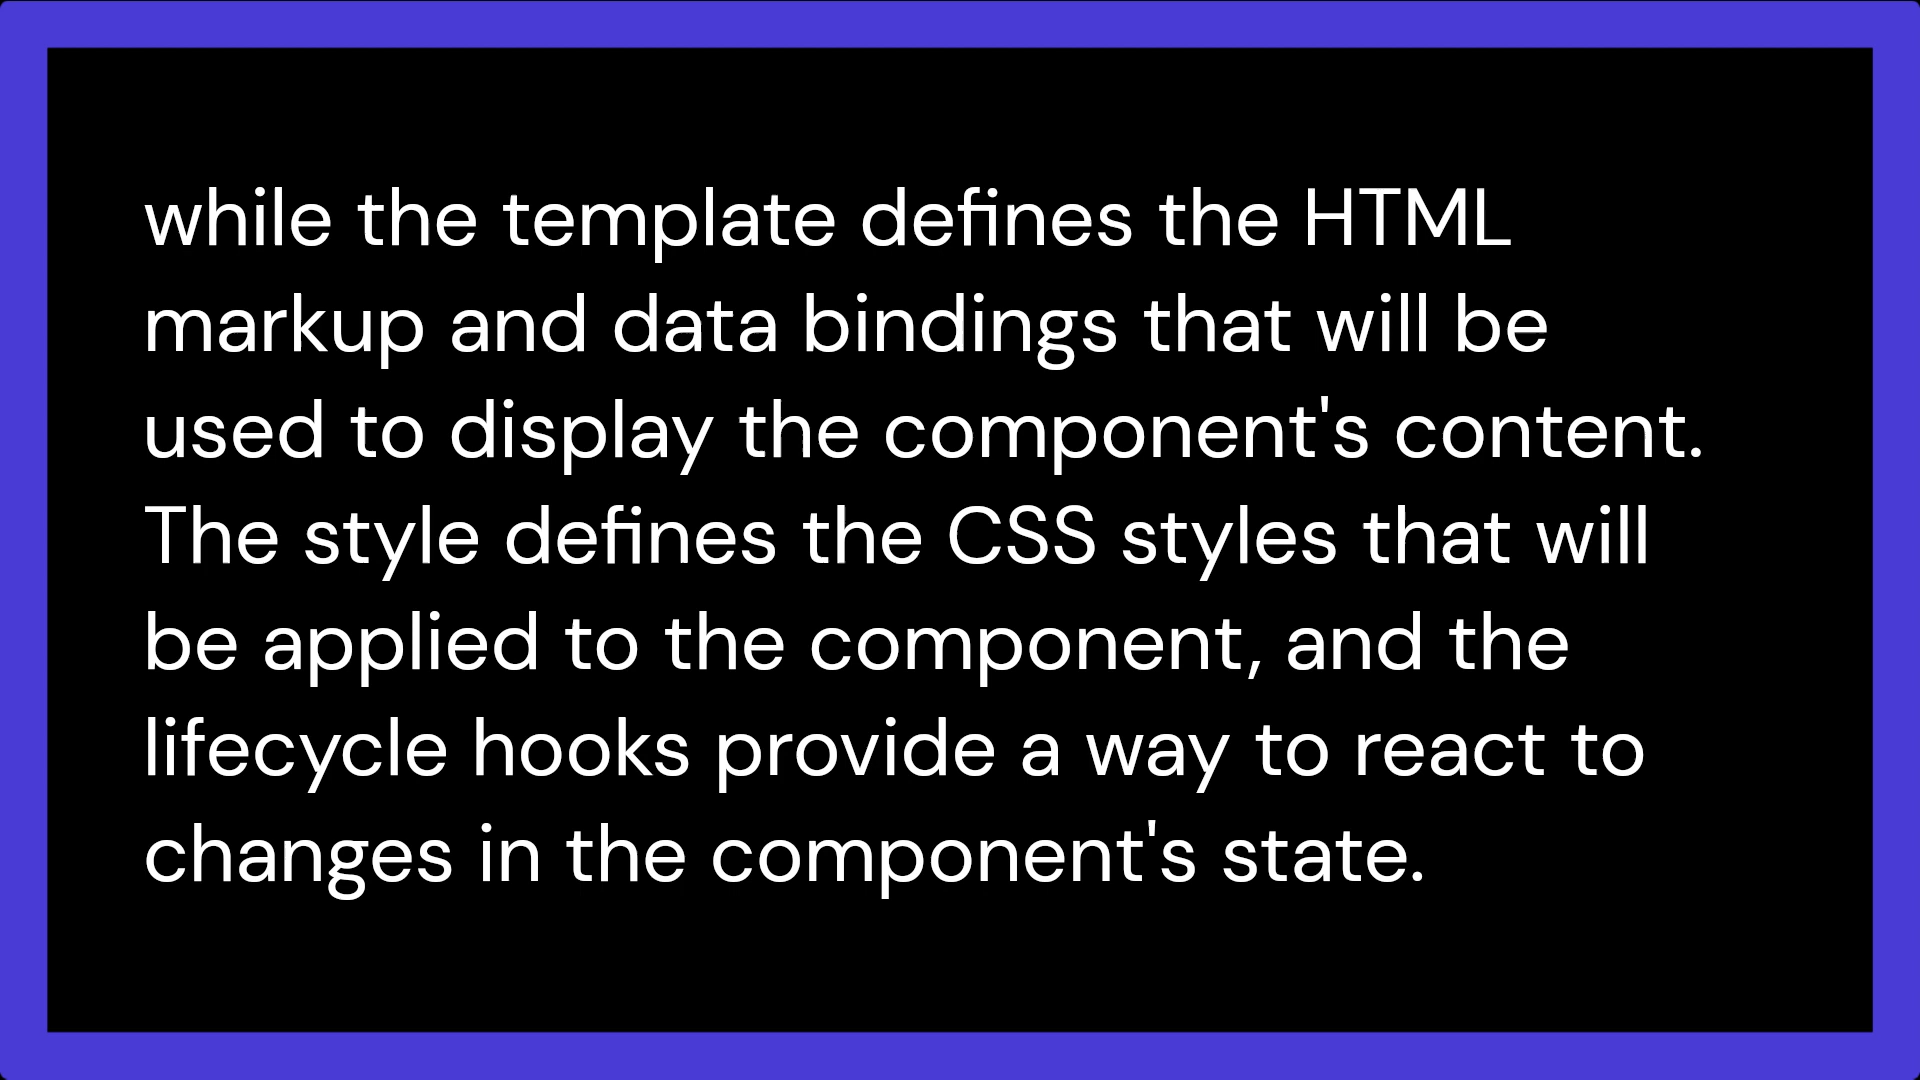 while the template defines the HTML
markup and data bindings that will be
used to display the component's content.
The style defines the CSS styles that will
be applied to the component, and the
lifecycle hooks provide a way to react to
changes in the component's state.